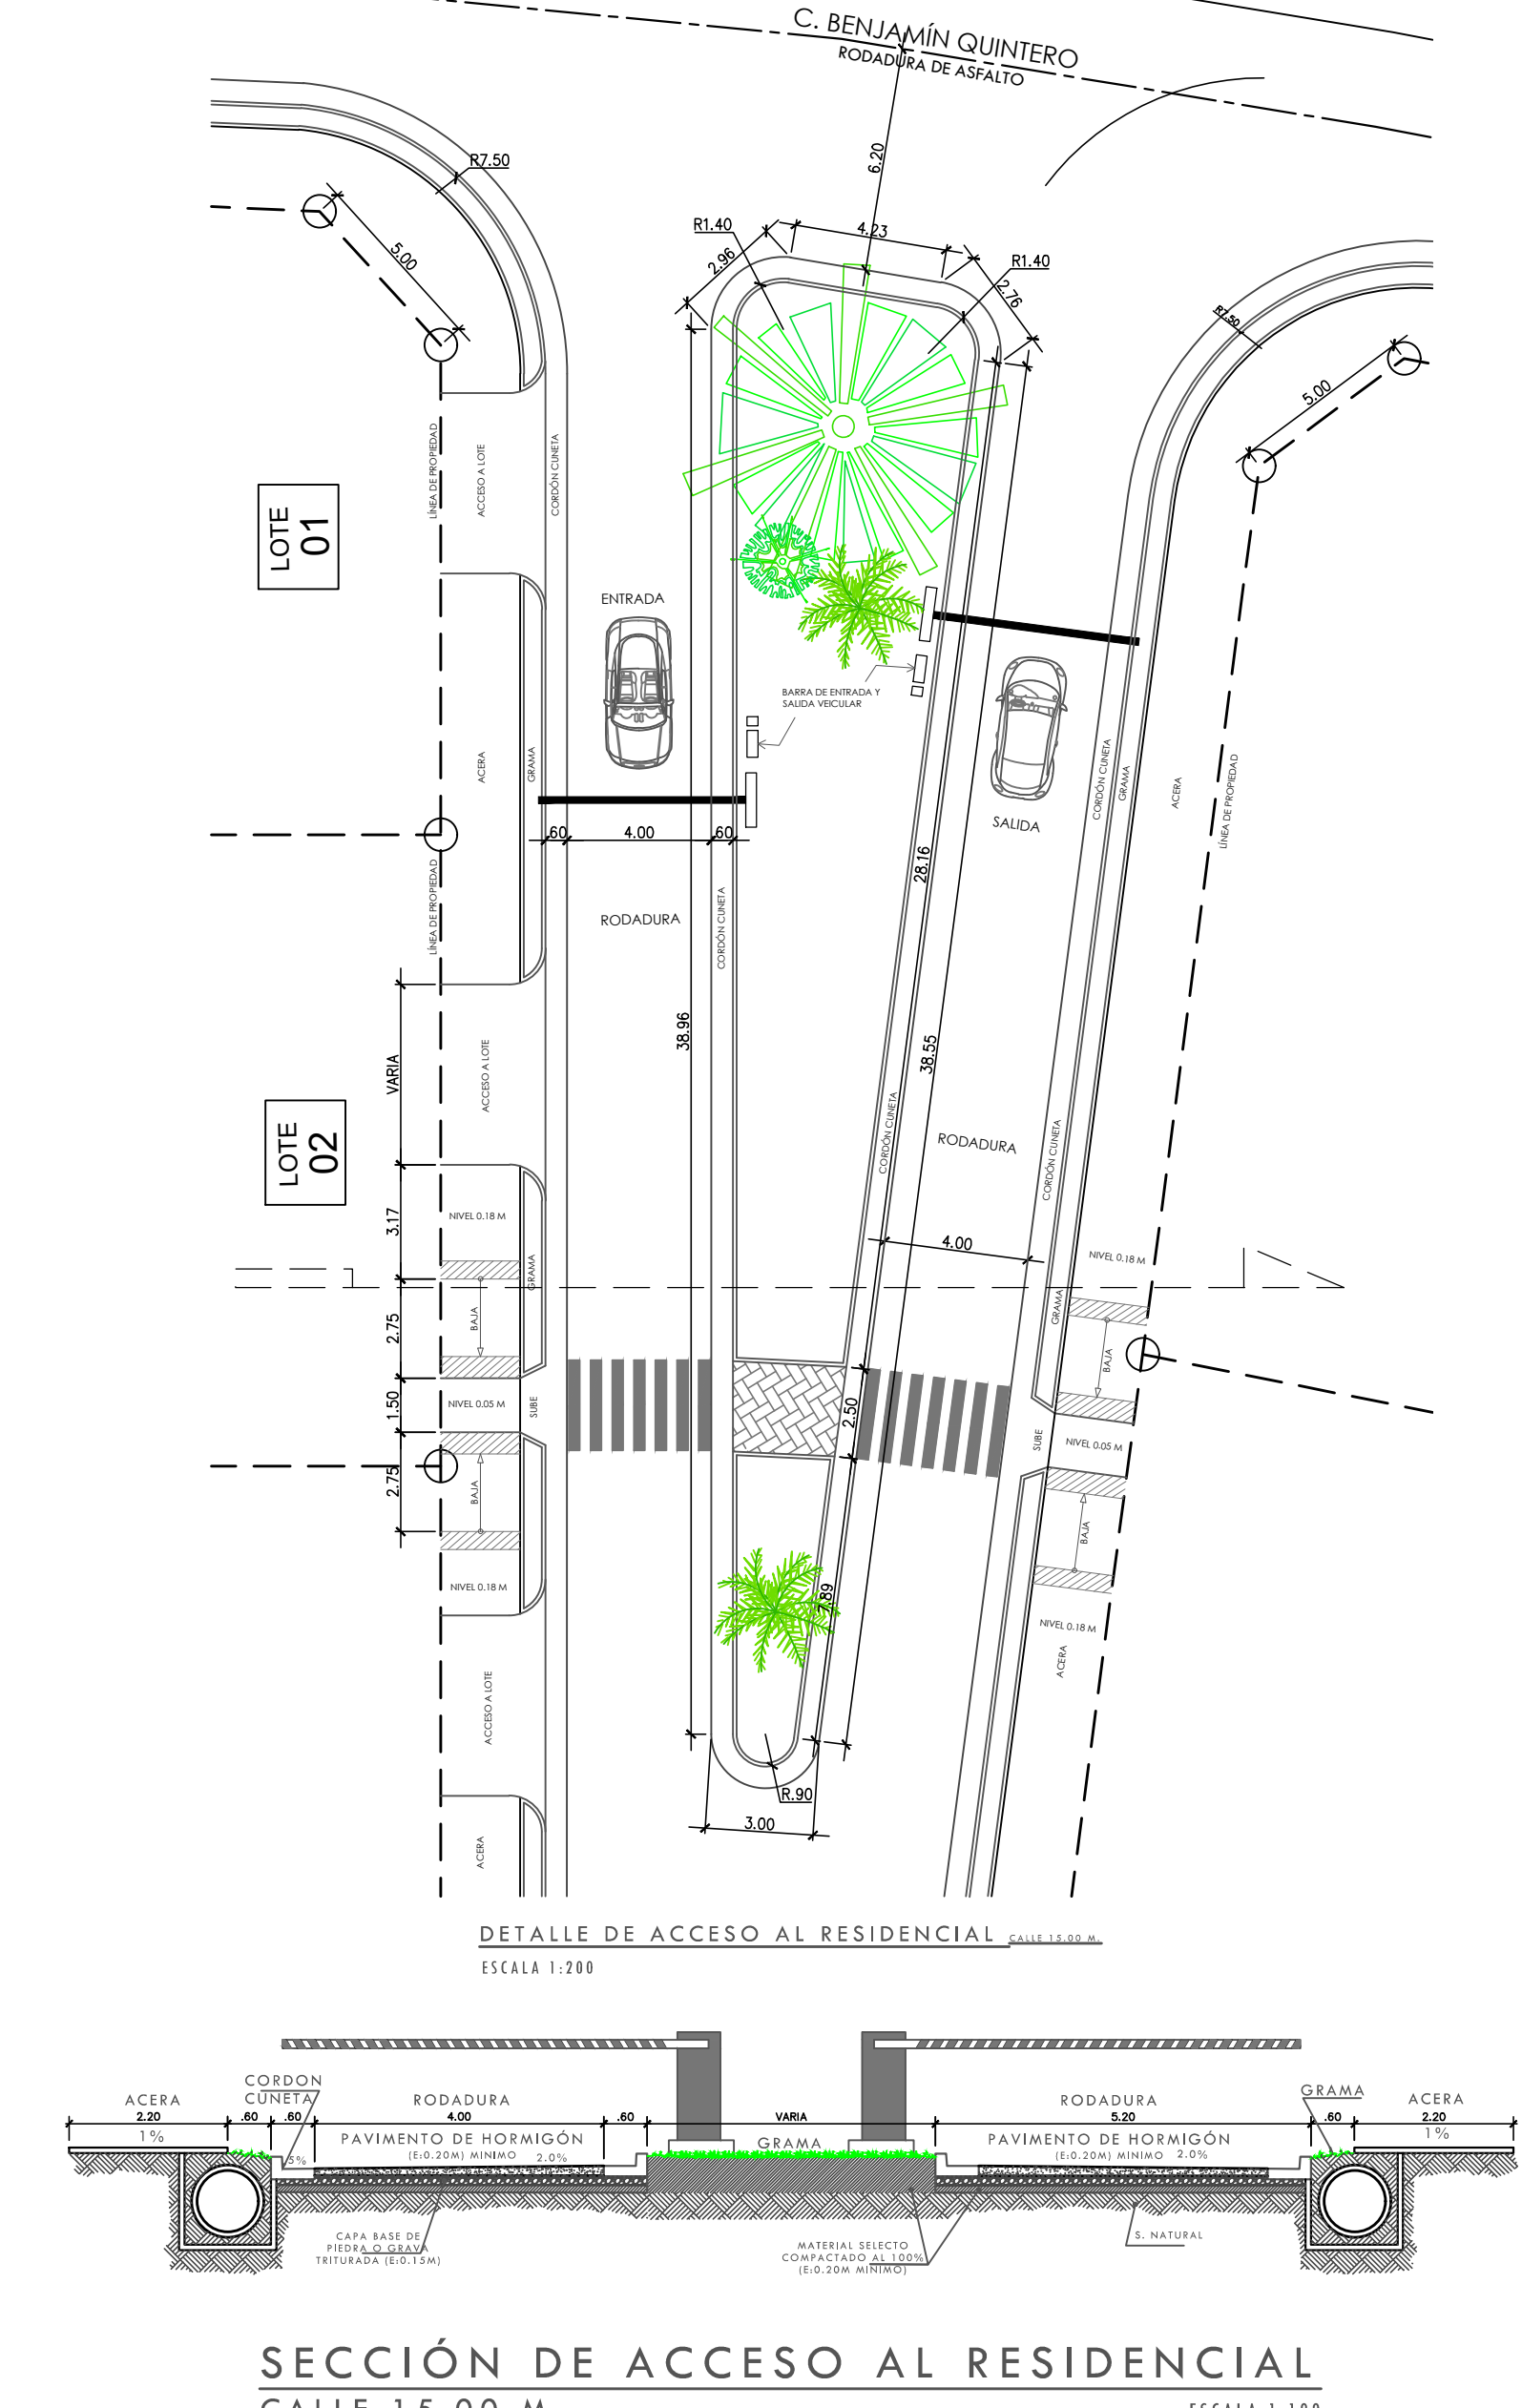 C. BENJAMÍN QUINTERO
RODADURA DE ASFALTO
6.20
R7.50
5.00
R1.40
2.96
4.23
R1.40
2.76
R7.50
5.00
LOTE
01
LÍNEA DE PROPIEDAD
ACCESO A LOTE
CORDÓN CUNETA
ENTRADA
BARRA DE ENTRADA Y
SALIDA VEICULAR
ACERA
GRAMA
CORDÓN CUNETA
GRAMA
ACERA
LÍNEA DE PROPIEDAD
SALIDA
.60
4.00
.60
28.16
LÍNEA DE PROPIEDAD
RODADURA
CORDÓN CUNETA
38.96
38.55
VARIA
ACCESO A LOTE
LOTE
02
CORDÓN CUNETA
RODADURA
CORDÓN CUNETA
3.17
NIVEL 0.18 M
GRAMA
4.00
NIVEL 0.18 M
GRAMA
2.75
BAJA
BAJA
1.50
NIVEL 0.05 M
SUBE
2.50
SUBE
NIVEL 0.05 M
2.75
BAJA
BAJA
NIVEL 0.18 M
7.89
NIVEL 0.18 M
ACERA
ACCESO A LOTE
R.90
3.00
ACERA
DETALLE DE ACCESO AL RESIDENCIAL CALLE 15.00 M.
ESCALA 1:200
CORDON
CUNETA
ACERA
RODADURA
RODADURA
GRAMA
ACERA
2.20
.60
.60
4.00
.60
VARIA
5.20
.60
2.20
1%
PAVIMENTO DE HORMIGÓN
GRAMA
PAVIMENTO DE HORMIGÓN
1%
5%
(E:0.20M) MINIMO 2.0%
(E:0.20M) MINIMO 2.0%
CAPA BASE DE
PIEDRA O GRAVA
TRITURADA (E:0.15M)
MATERIAL SELECTO
COMPACTADO AL 100%
(E:0.20M MINIMO)
S. NATURAL
SECCIÓN DE ACCESO AL RESIDENCIAL
CALLE 15.00 M.
ESCALA 1:100